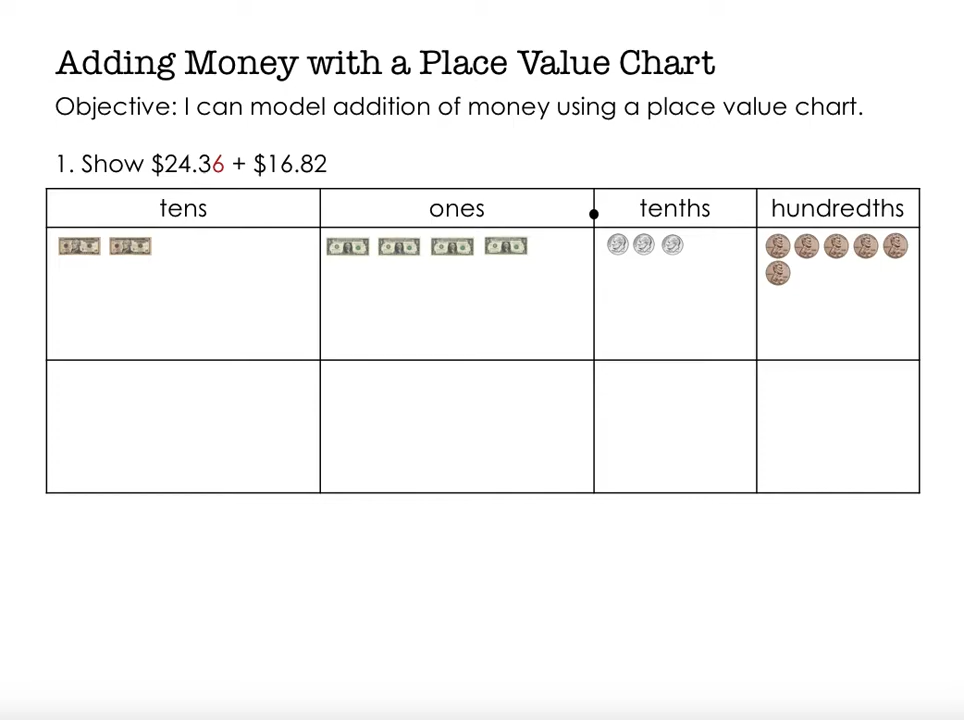 Adding Money with a Place Value Chart
Objective: I can model addition of money using a place value chart.
1. Show $24.36 + $16.82
tens ones tenths hundredths